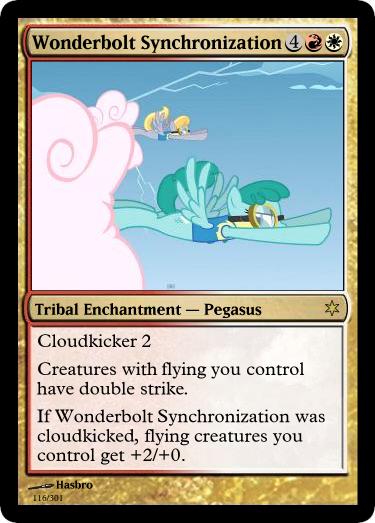 Wonderbolt Synchronization 4
Tribal Enchantment — Pegasus
Cloudkicker 2
Creatures with flying you control
have double strike.
If Wonderbolt Synchronization was
cloudkicked, flying creatures you
control get +2/+0.
Hasbro
116/301